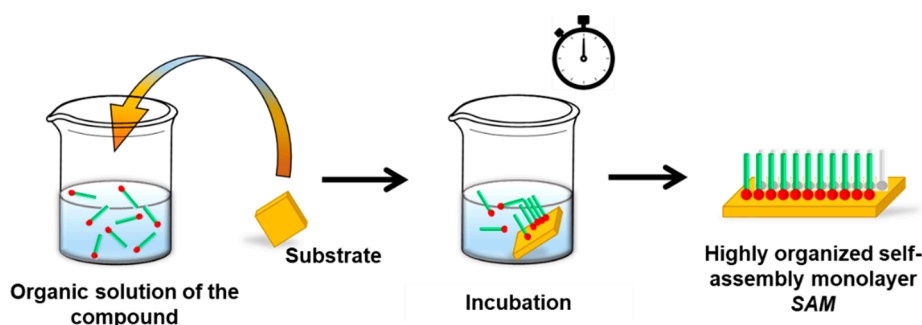 Substrate
Organic solution of the
compound
Incubation
Highly organized self-
assembly monolayer
SAM